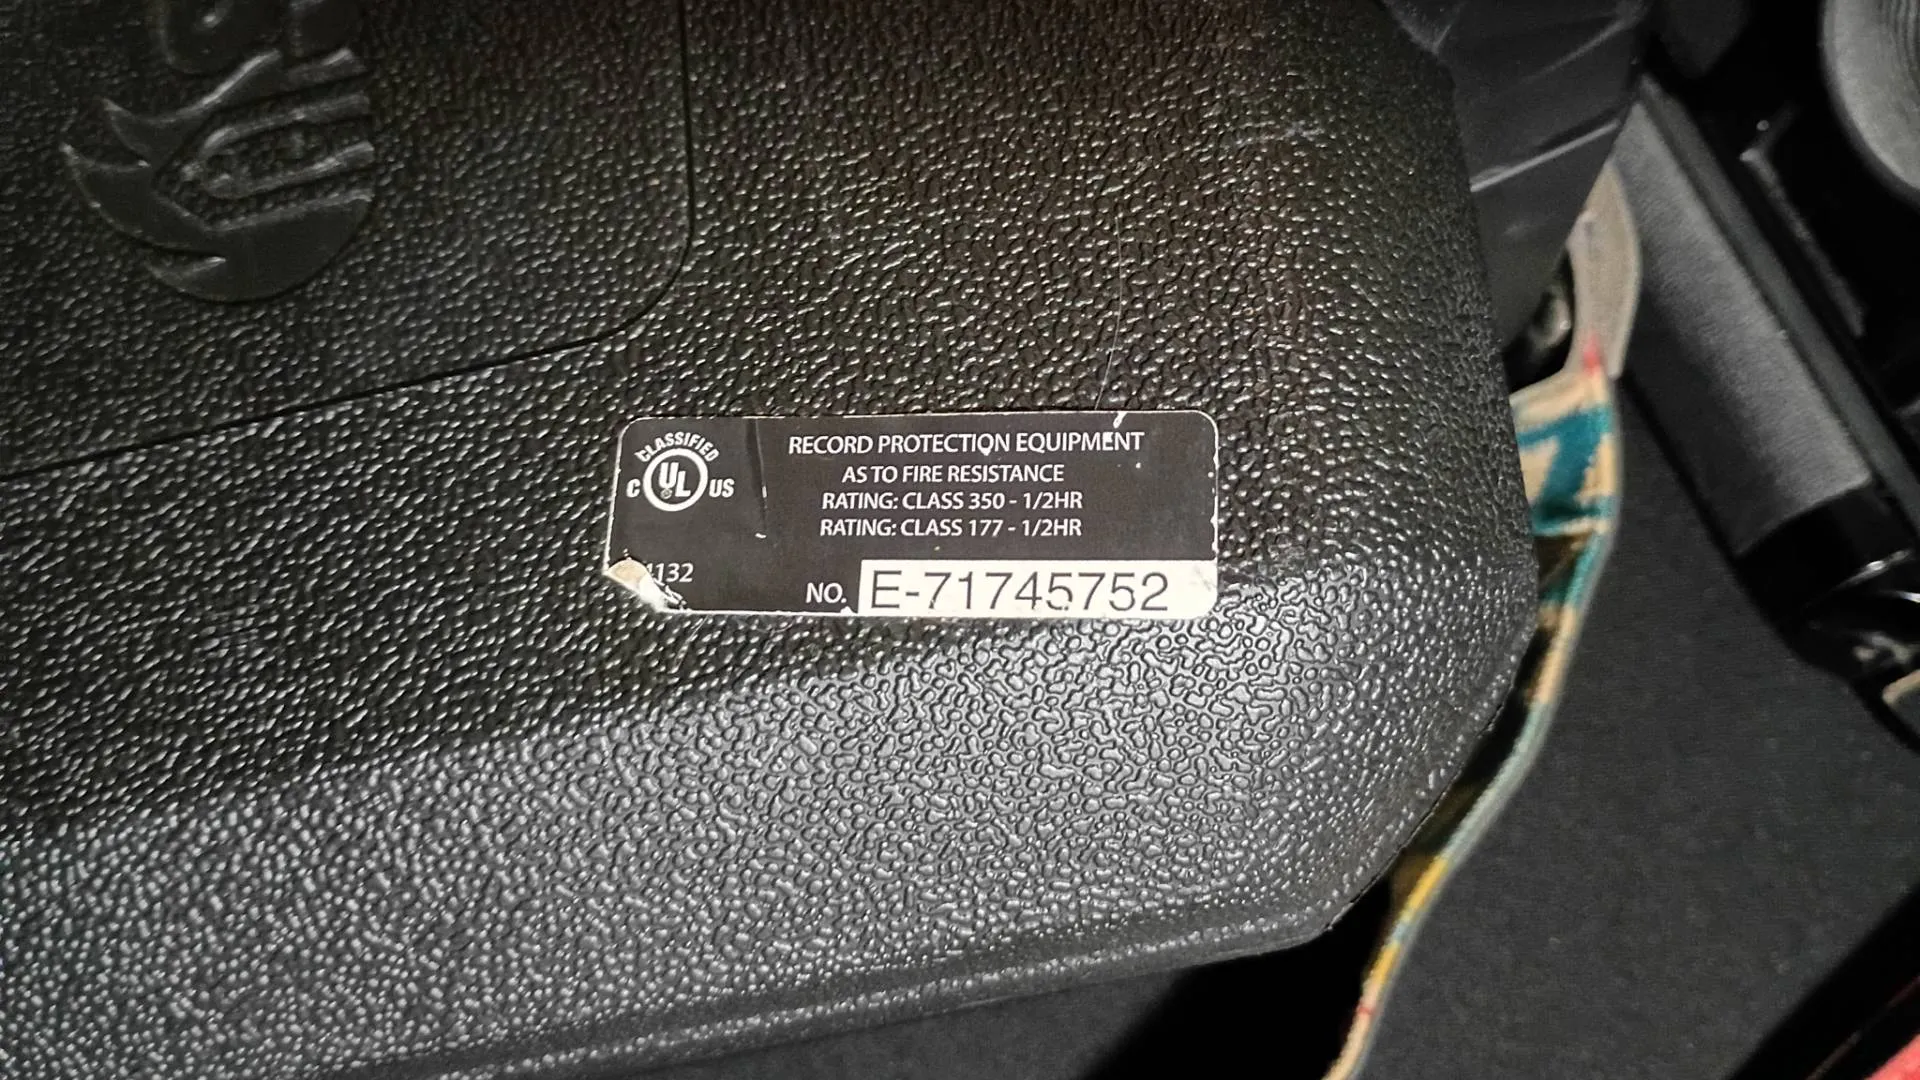 CLASSIFIED
C UL US
RECORD PROTECTION EQUIPMENT
AS TO FIRE RESISTANCE
RATING: CLASS 350 - 1/2HR
RATING: CLASS 177 - 1/2HR
132
NO. E-71745752